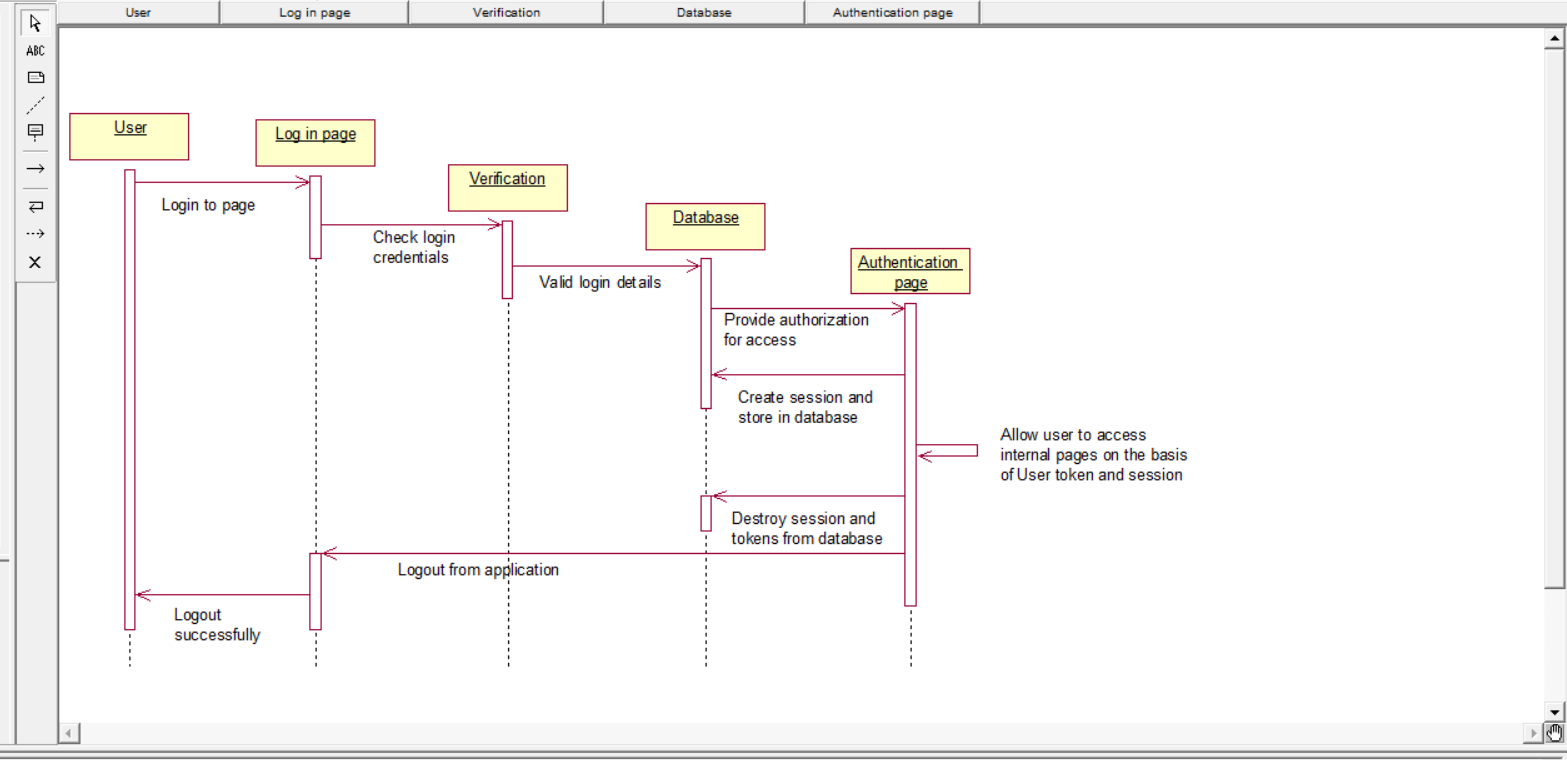 User
Log in page
Verification
Database
Authentication page
ABC
User
Log in page
Verification
Database
Authentication
page
Login to page
Check login
credentials
Valid login details
Provide authorization
for access
Create session and
store in database
Allow user to access
internal pages on the basis
of User token and session
Destroy session and
tokens from database
Logout from application
Logout
successfully